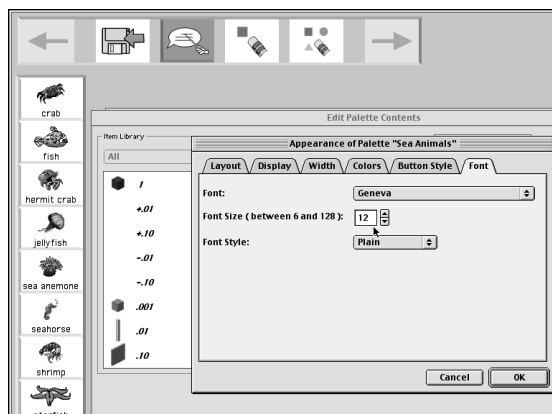 crab
fish
hermit crab
jellyfish
sea anemone
seahorse
shrimp
starfish
Edit Palette Contents
Item Library
All
1
+.01
+.10
-.01
-.10
.001
.01
.10
Appearance of Palette "Sea Animals"
Layout Display Width Colors Button Style Font
Font: Geneva
Font Size ( between 6 and 128 ): 12
Font Style: Plain
Cancel OK